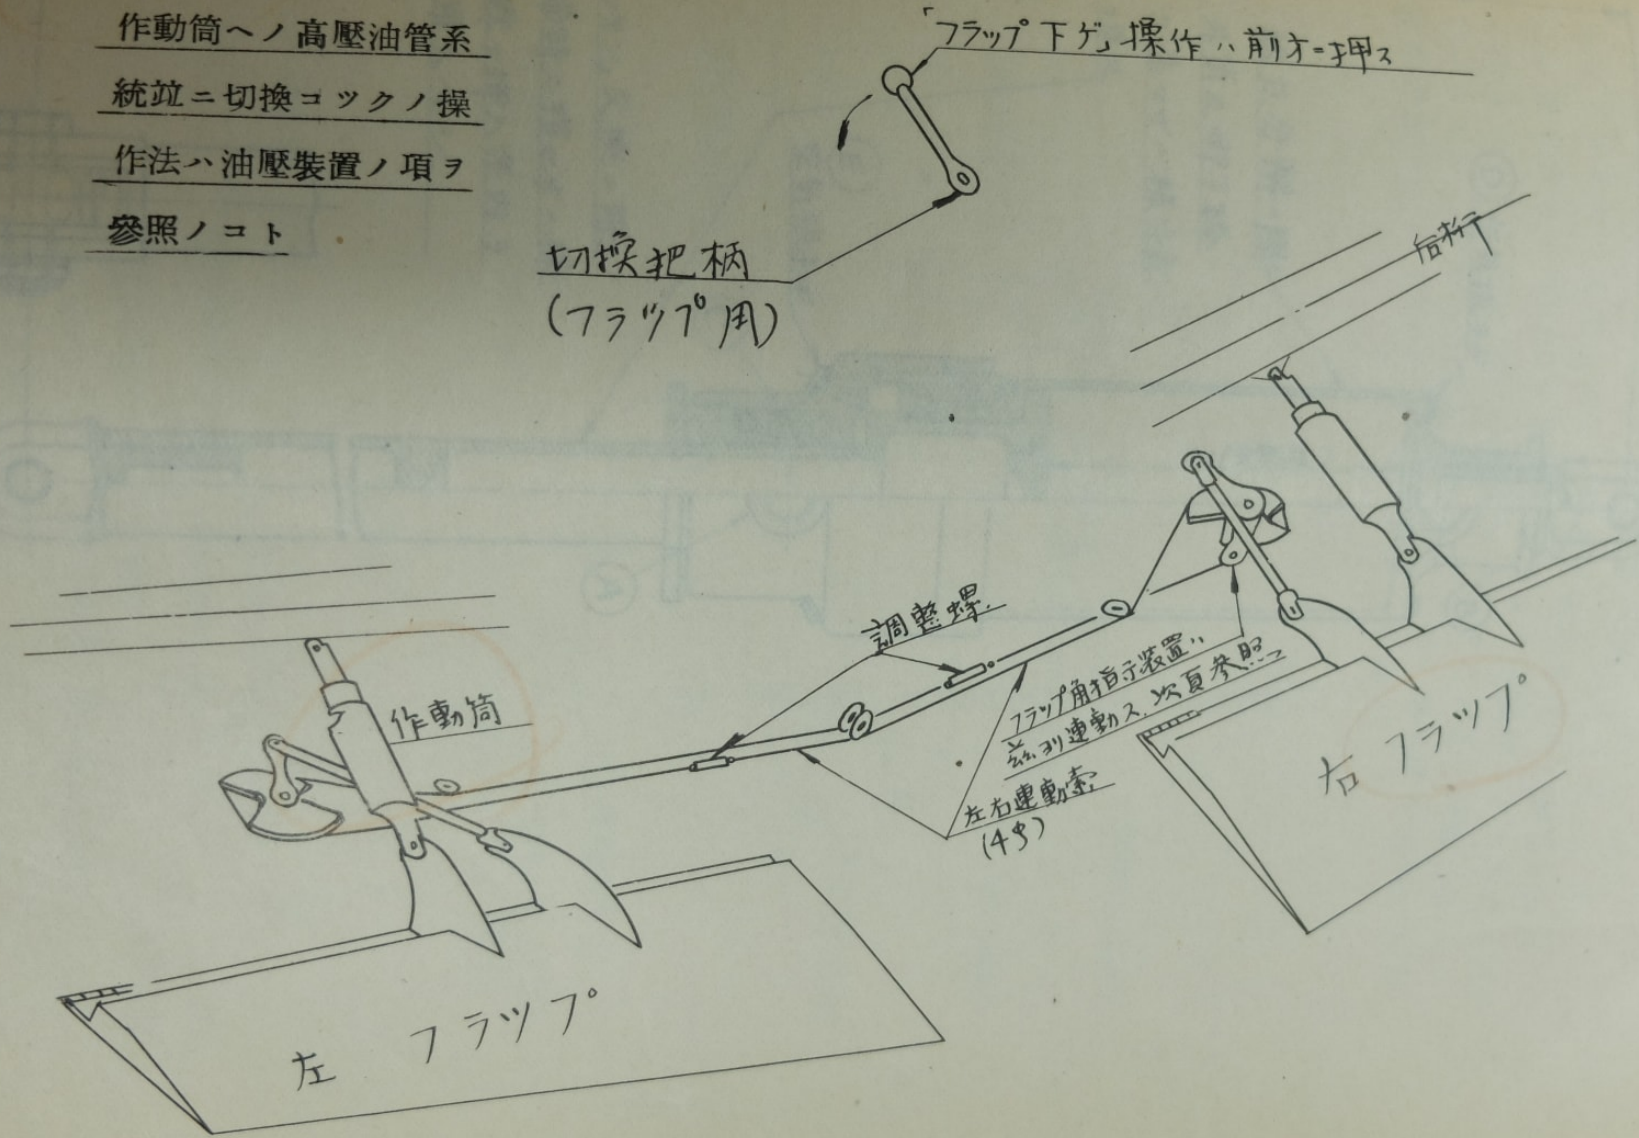 作動筒ヘノ高壓油管系
統竝ニ切換コックノ操
作法ハ油壓裝置ノ項ヲ
參照ノコト
「フラップ下ゲ」操作ハ前方ニ押ス
切換把柄
(フラップ用)
后桁
調整螺
作動筒
フラップ角指示装置ハ
茲ヨリ連動ス.次頁参照
左右連動索
(4φ)
右フラップ
左フラップ